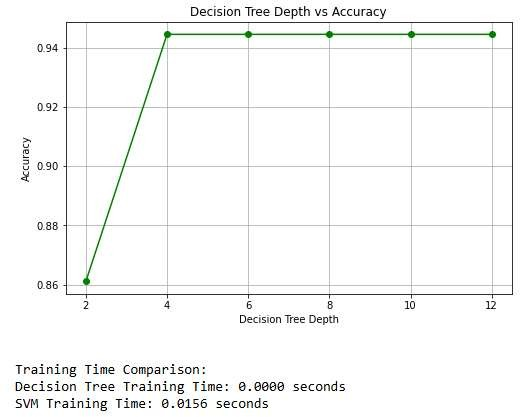 Decision Tree Depth vs Accuracy
0.94
0.92
0.90
0.88
0.86
Accuracy
2 4 6 8 10 12
Decision Tree Depth
Training Time Comparison:
Decision Tree Training Time: 0.0000 seconds
SVM Training Time: 0.0156 seconds